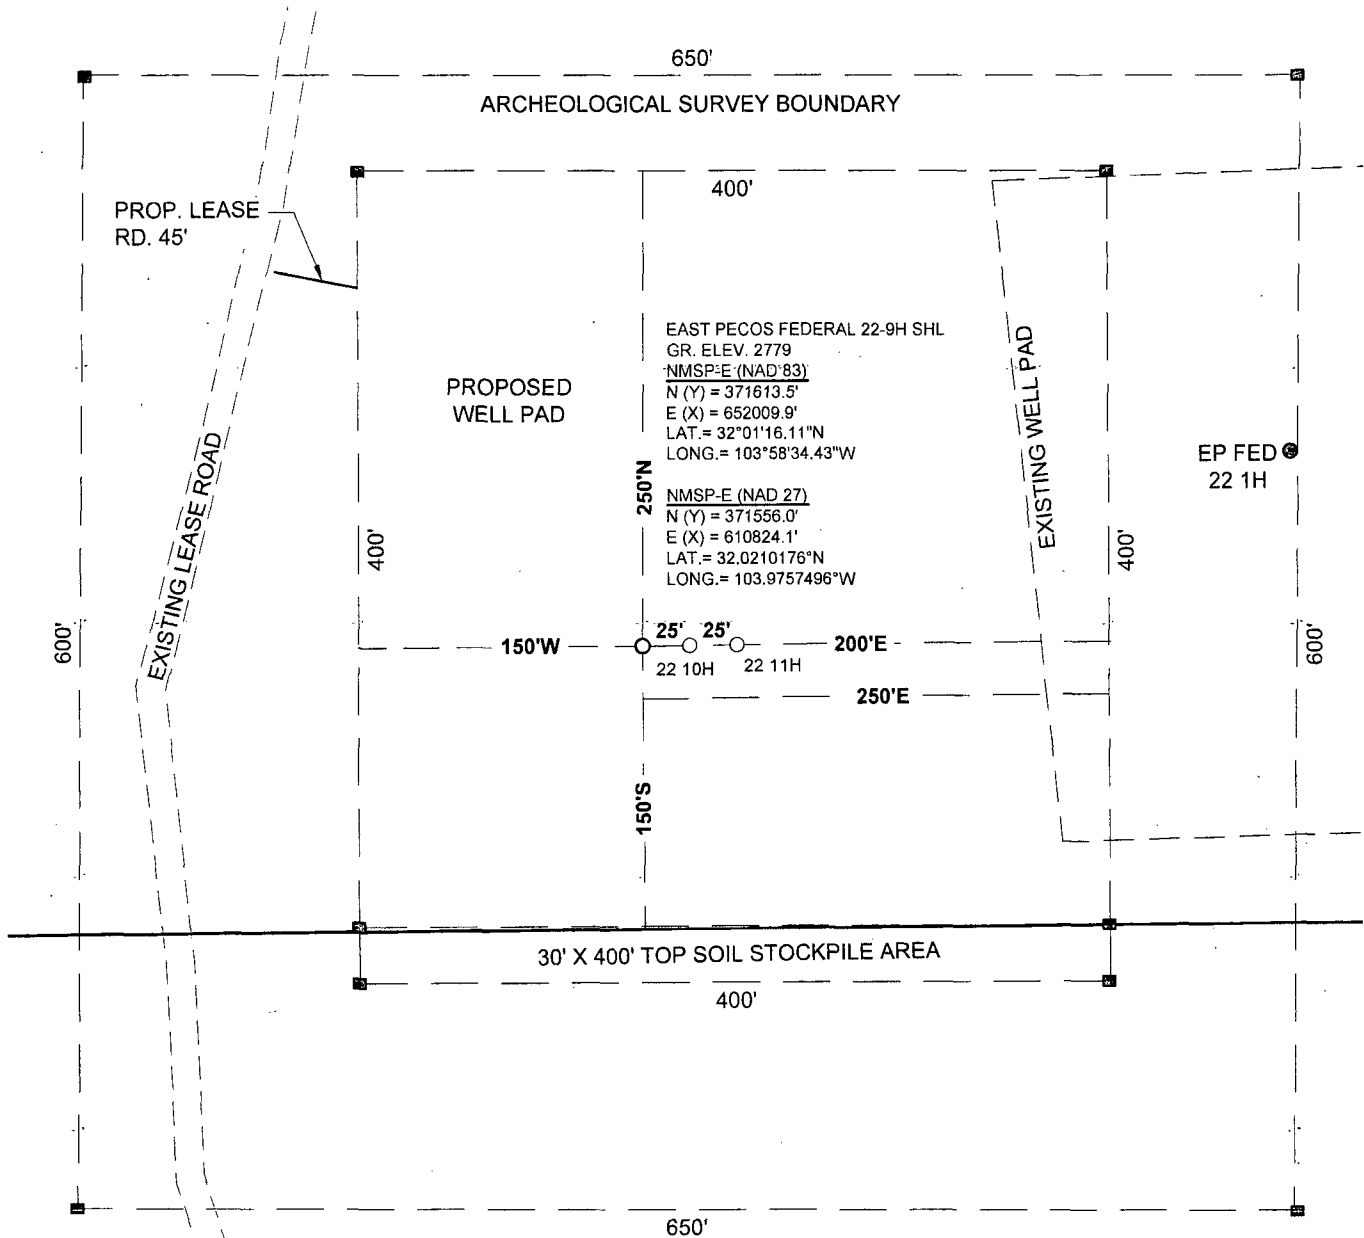 650'
ARCHEOLOGICAL SURVEY BOUNDARY
400'
PROP. LEASE
RD. 45'
EAST PECOS FEDERAL 22-9H SHL
GR. ELEV. 2779
NMSP-E (NAD 83)
N (Y) = 371613.5'
E (X) = 652009.9'
LAT.= 32°01'16.11"N
LONG.= 103°58'34.43"W
PROPOSED
WELL PAD
NMSP-E (NAD 27)
N (Y) = 371556.0'
E (X) = 610824.1'
LAT.= 32.0210176°N
LONG.= 103.9757496°W
250'N
EXISTING WELL PAD
EP FED
22 1H
EXISTING LEASE ROAD
400'
400'
600'
600'
150'W
25'
25'
200'E
22 10H
22 11H
250'E
150'S
30' X 400' TOP SOIL STOCKPILE AREA
400'
650'